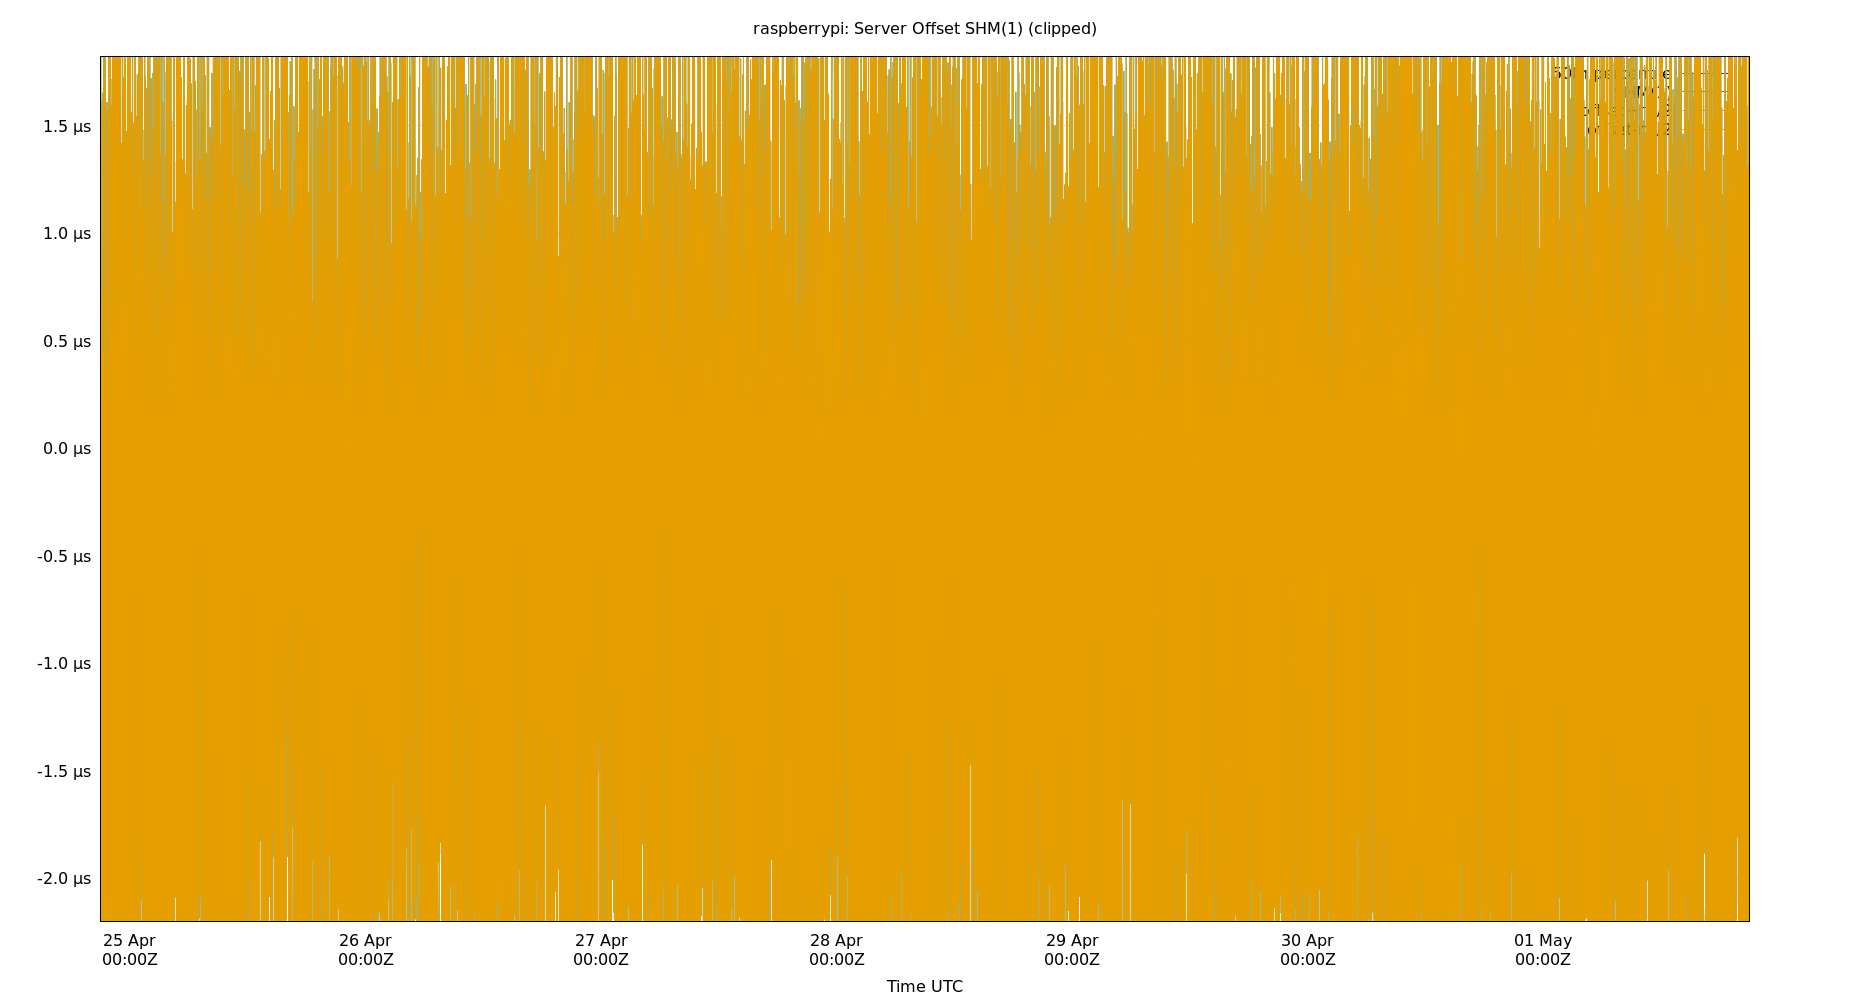 raspberrypi: Server Offset SHM(1) (clipped)
1.5 µs
1.0 µs
0.5 µs
0.0 µs
-0.5 µs
-1.0 µs
-1.5 µs
-2.0 µs
25 Apr 26 Apr 27 Apr 28 Apr 29 Apr 30 Apr 01 May
00:00Z 00:00Z 00:00Z 00:00Z 00:00Z 00:00Z 00:00Z
Time UTC